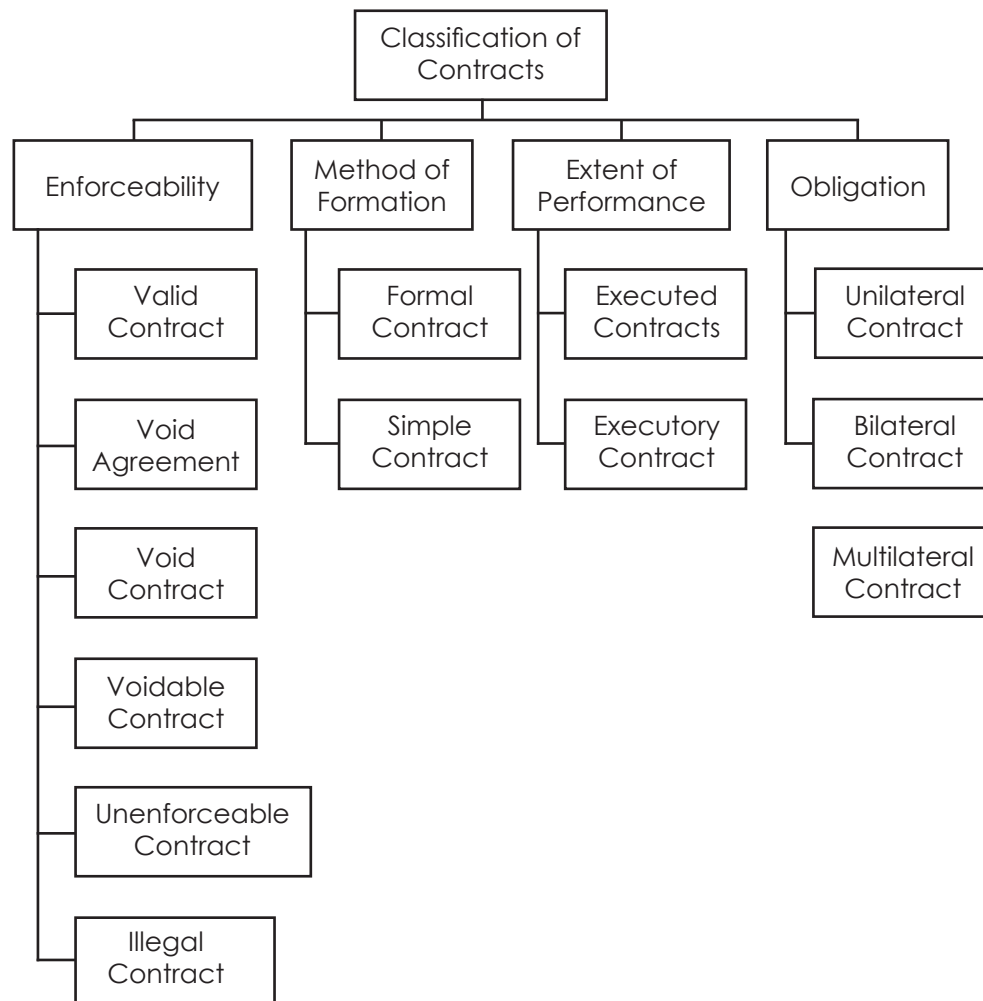 Classification of
Contracts
Enforceability
Method of
Formation
Extent of
Performance
Obligation
Valid
Contract
Void
Agreement
Void
Contract
Voidable
Contract
Unenforceable
Contract
Illegal
Contract
Formal
Contract
Simple
Contract
Executed
Contracts
Executory
Contract
Unilateral
Contract
Bilateral
Contract
Multilateral
Contract